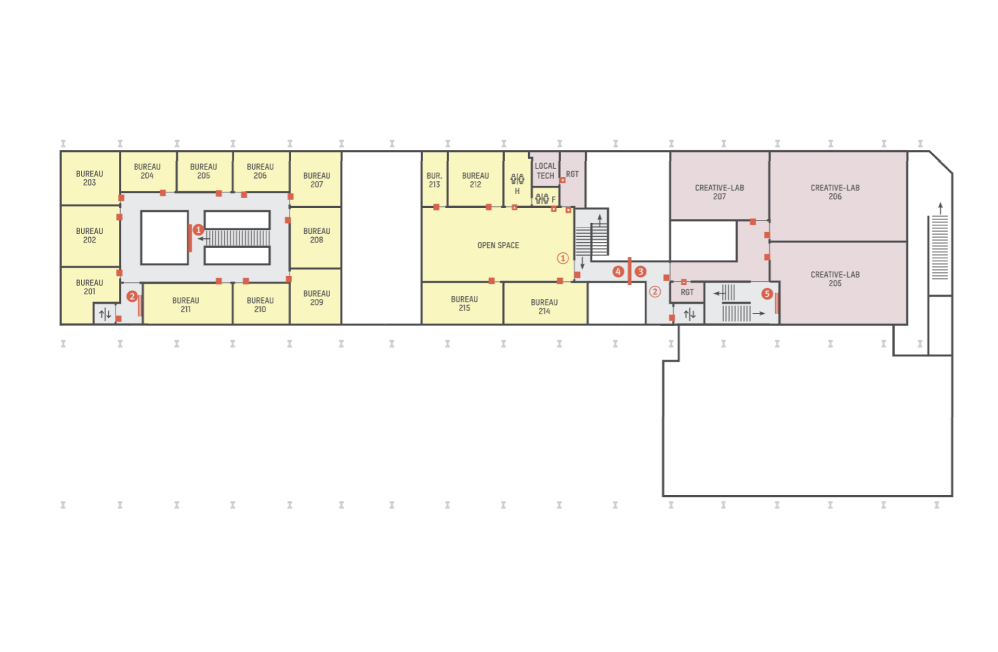 BUREAU
203
BUREAU
204
BUREAU
205
BUREAU
206
BUREAU
207
BUR.
213
BUREAU
212
H
LOCAL
TECH
F
RGT
CREATIVE-LAB
207
CREATIVE-LAB
206
BUREAU
202
1
BUREAU
208
OPEN SPACE
1
4
3
BUREAU
201
2
BUREAU
211
BUREAU
210
BUREAU
209
BUREAU
215
BUREAU
214
2
RGT
5
CREATIVE-LAB
205